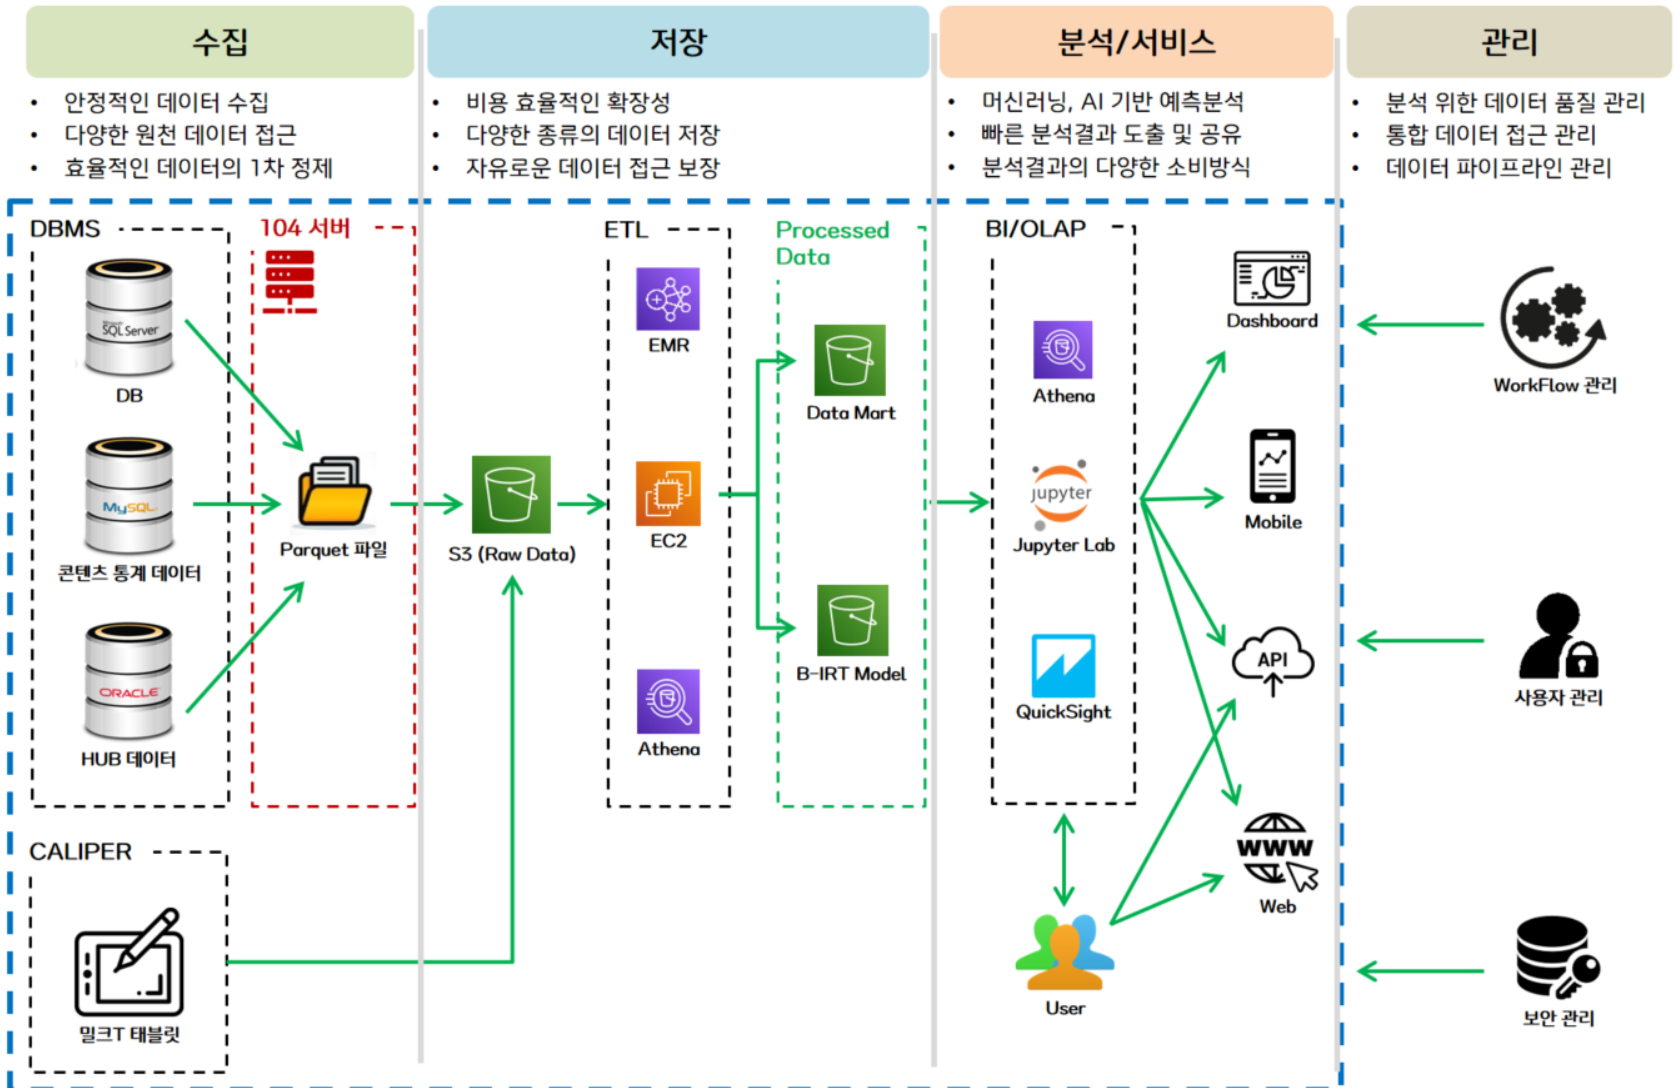 수집
저장
분석/서비스
관리
• 안정적인 데이터 수집
• 다양한 원천 데이터 접근
• 효율적인 데이터의 1차 정제
• 비용 효율적인 확장성
• 다양한 종류의 데이터 저장
• 자유로운 데이터 접근 보장
• 머신러닝, AI 기반 예측분석
• 빠른 분석결과 도출 및 공유
• 분석결과의 다양한 소비방식
• 분석 위한 데이터 품질 관리
• 통합 데이터 접근 관리
• 데이터 파이프라인 관리
DBMS
Microsoft
SQL Server
DB
MySQL
콘텐츠 통계 데이터
ORACLE
HUB 데이터
CALIPER
밀크T 태블릿
104 서버
Parquet 파일
S3 (Raw Data)
ETL
EMR
EC2
Athena
Processed
Data
Data Mart
B-IRT Model
BI/OLAP
Athena
jupyter
Jupyter Lab
QuickSight
User
Dashboard
Mobile
API
WWW
Web
WorkFlow 관리
사용자 관리
보안 관리